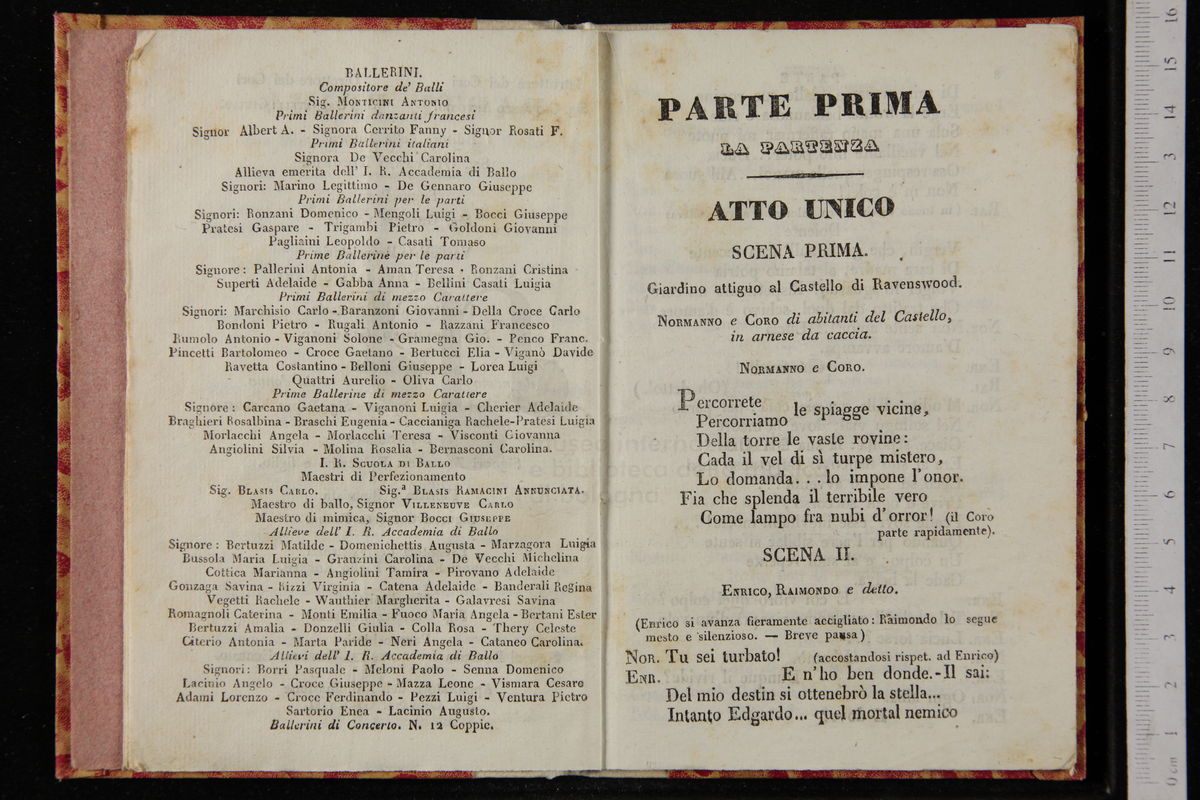 BALLERINI.
Compositore de' Balli
Sig. MONTICINI ANTONIO
Primi Ballerini danzanti francesi
Signor Albert A. - Signora Cerrito Fanny - Signor Rosati F.
Primi Ballerini italiani
Signora De Vecchi Carolina
Allieva emerita dell' I. R. Accademia di Ballo
Signori: Marino Legittimo - De Gennaro Giuseppe
Primi Ballerini per le parti
Signori: Ronzani Domenico - Mengoli Luigi - Bocci Giuseppe
Pratesi Gaspare - Trigambi Pietro - Goldoni Giovanni
Pagliaini Leopoldo - Casati Tomaso
Prime Ballerine per le parti
Signore: Pallerini Antonia - Aman Teresa - Ronzani Cristina
Superti Adelaide - Gabba Anna - Bellini Casati Luigia
Primi Ballerini di mezzo Carattere
Signori: Marchisio Carlo - Baranzoni Giovanni - Della Croce Carlo
Bondoni Pietro - Rugali Antonio - Razzani Francesco
Rumolo Antonio - Viganoni Solone - Gramegna Gio. - Penco Franc.
Pincetti Bartolomeo - Croce Gaetano - Bertucci Elia - Viganò Davide
Ravetta Costantino - Belloni Giuseppe - Lorea Luigi
Quattri Aurelio - Oliva Carlo
Prime Ballerine di mezzo Carattere
Signore: Carcano Gaetana - Viganoni Luigia - Cherier Adelaide
Braghieri Rosalbina - Braschi Eugenia - Caccianiga Rachele-Pratesi Luigia
Morlacchi Angela - Morlacchi Teresa - Visconti Giovanna
Angiolini Silvia - Molina Rosalia - Bernasconi Carolina.
I. R. SCUOLA DI BALLO
Maestri di Perfezionamento
Sig. BLASIS CARLO. Sig.ª BLASIS RAMACINI ANNUNCIATA.
Maestro di ballo, Signor VILLENEUVE CARLO
Maestro di mimica, Signor BOCCI GIUSEPPE
Allieve dell' I. R. Accademia di Ballo
Signore: Bertuzzi Matilde - Domenichettis Augusta - Marzagora Luigia
Bussola Maria Luigia - Granzini Carolina - De Vecchi Michelina
Cottica Marianna - Angiolini Tamira - Pirovano Adelaide
Gonzaga Savina - Rizzi Virginia - Catena Adelaide - Banderali Regina
Vegetti Rachele - Wauthier Margherita - Galavresi Savina
Romagnoli Caterina - Monti Emilia - Fuoco Maria Angela - Bertani Ester
Bertuzzi Amalia - Donzelli Giulia - Colla Rosa - Thery Celeste
Citerio Antonia - Marta Paride - Neri Angela - Cataneo Carolina.
Allievi dell' I. R. Accademia di Ballo
Signori: Borri Pasquale - Meloni Paolo - Senna Domenico
Lacinio Angelo - Croce Giuseppe - Mazza Leone - Vismara Cesare
Adami Lorenzo - Croce Ferdinando - Pezzi Luigi - Ventura Pietro
Sartorio Enea - Lacinio Augusto.
Ballerini di Concerto. N. 12 Coppie.
PARTE PRIMA
LA PARTENZA
ATTO UNICO
SCENA PRIMA.
Giardino attiguo al Castello di RAVENSWOOD.
NORMANNO e CORO di abitanti del Castello,
in arnese da caccia.
NORMANNO e CORO.
Percorrete
Percorriamo le spiagge vicine,
Della torre le vaste rovine:
Cada il vel di sì turpe mistero,
Lo domanda... lo impone l'onor.
Fia che splenda il terribile vero
Come lampo fra nubi d'orror! (il Coro
parte rapidamente).
SCENA II.
ENRICO, RAIMONDO e detto.
(Enrico si avanza fieramente accigliato: Raimondo lo segue
mesto e silenzioso. — Breve pausa)
NOR. Tu sei turbato! (accostandosi rispet. ad Enrico)
ENR. E n'ho ben donde.-Il sai:
Del mio destin si ottenebrò la stella...
Intanto Edgardo... quel mortal nemico
0 cm 1 2 3 4 5 6 7 8 9 10 11 12 3 14 15 16